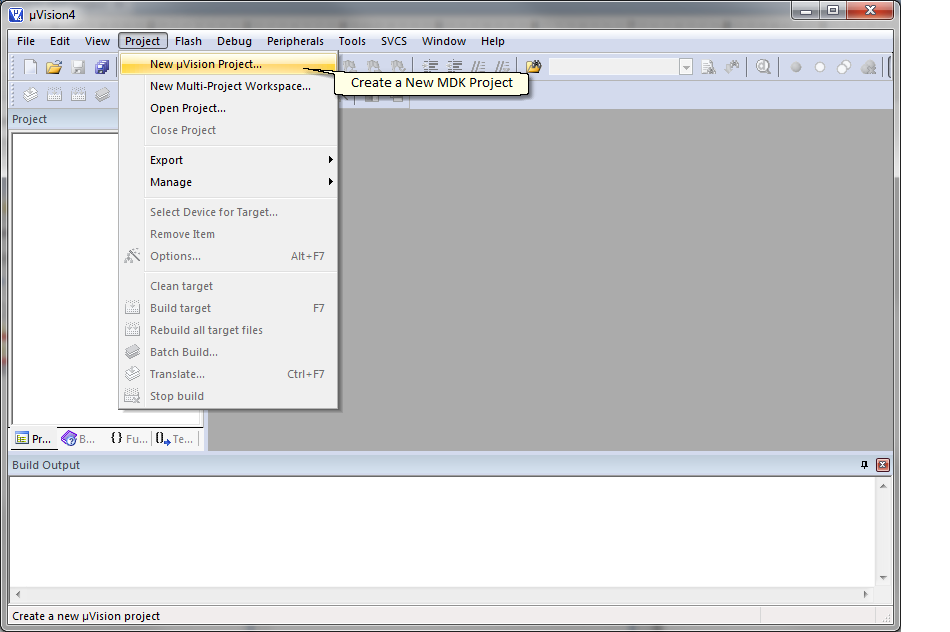 µVision4
File Edit View Project Flash Debug Peripherals Tools SVCS Window Help
New µVision Project...
Create a New MDK Project
New Multi-Project Workspace...
Open Project...
Close Project
Export
Manage
Select Device for Target...
Remove Item
Options... Alt+F7
Clean target
Build target F7
Rebuild all target files
Batch Build...
Translate... Ctrl+F7
Stop build
Project
Pr... B... {} Fu... Te...
Build Output
Create a new µVision project